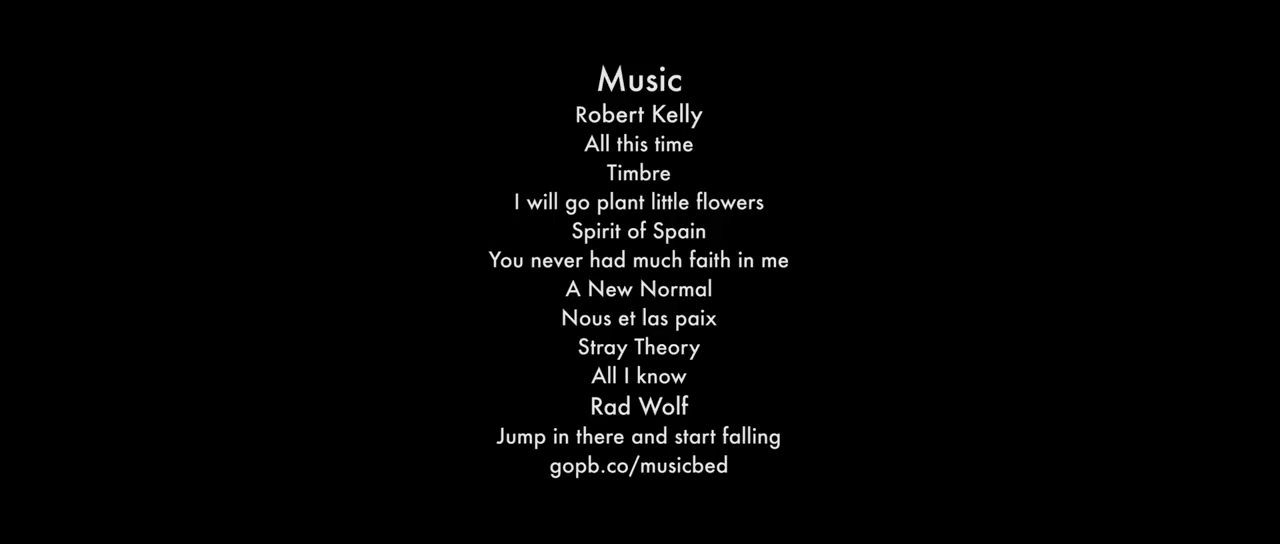 Music
Robert Kelly
All this time
Timbre
I will go plant little flowers
Spirit of Spain
You never had much faith in me
A New Normal
Nous et las paix
Stray Theory
All I know
Rad Wolf
Jump in there and start falling
gopb.co/musicbed